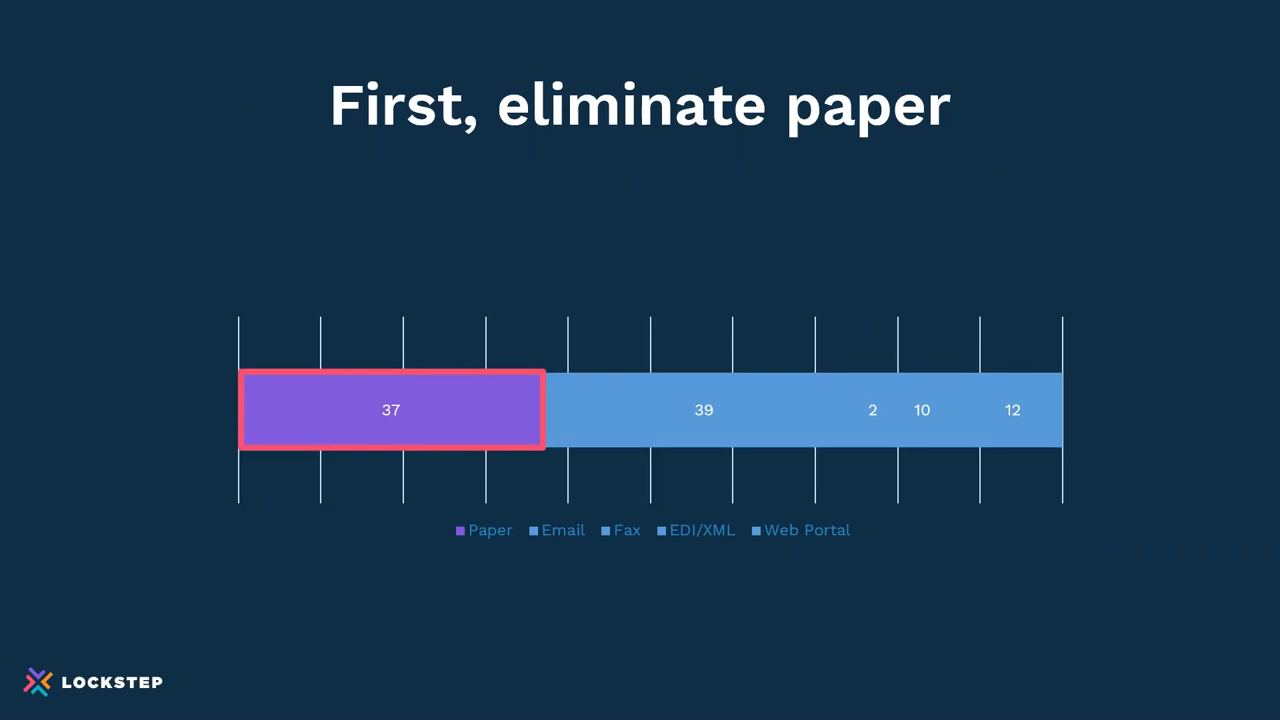 First, eliminate paper
37 39 2 10 12
Paper Email Fax EDI/XML Web Portal
LOCKSTEP